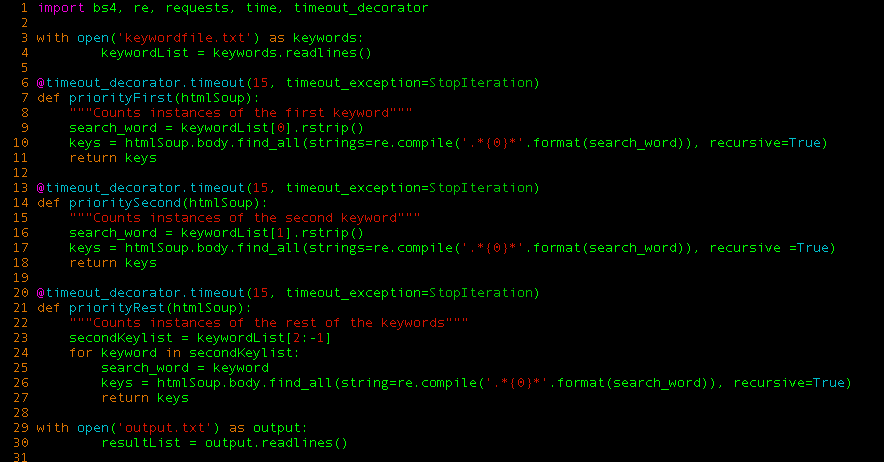 1 import bs4, re, requests, time, timeout_decorator
2
3 with open('keywordfile.txt') as keywords:
4         keywordList = keywords.readlines()
5
6 @timeout_decorator.timeout(15, timeout_exception=StopIteration)
7 def priorityFirst(htmlSoup):
8     """Counts instances of the first keyword"""
9     search_word = keywordList[0].rstrip()
10     keys = htmlSoup.body.find_all(strings=re.compile('.*{0}*'.format(search_word)), recursive=True)
11     return keys
12
13 @timeout_decorator.timeout(15, timeout_exception=StopIteration)
14 def prioritySecond(htmlSoup):
15     """Counts instances of the second keyword"""
16     search_word = keywordList[1].rstrip()
17     keys = htmlSoup.body.find_all(strings=re.compile('.*{0}*'.format(search_word)), recursive =True)
18     return keys
19
20 @timeout_decorator.timeout(15, timeout_exception=StopIteration)
21 def priorityRest(htmlSoup):
22     """Counts instances of the rest of the keywords"""
23     secondKeylist = keywordList[2:-1]
24     for keyword in secondKeylist:
25         search_word = keyword
26         keys = htmlSoup.body.find_all(string=re.compile('.*{0}*'.format(search_word)), recursive=True)
27         return keys
28
29 with open('output.txt') as output:
30         resultList = output.readlines()
31